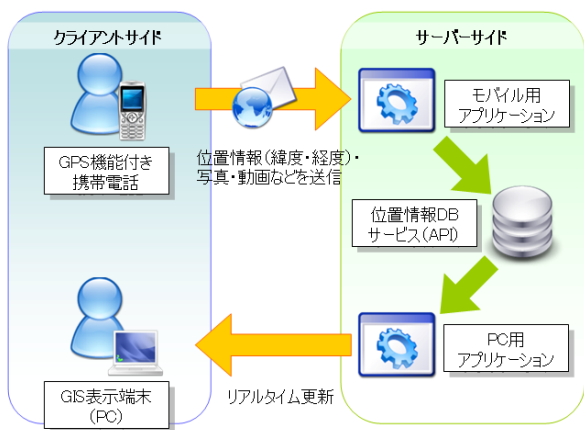 クライアントサイド
サーバーサイド
GPS機能付き
携帯電話
位置情報(緯度・経度)・
写真・動画などを送信
モバイル用
アプリケーション
位置情報DB
サービス(API)
PC用
アプリケーション
リアルタイム更新
GIS表示端末
(PC)